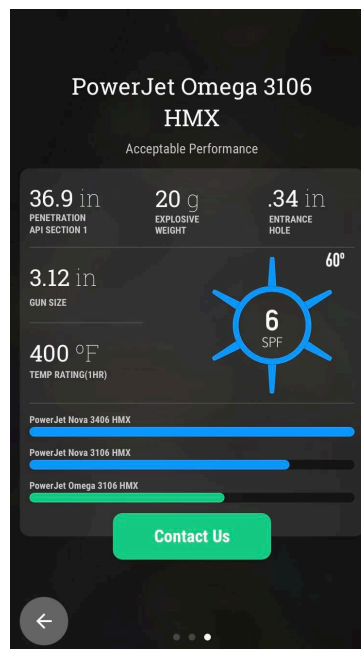 PowerJet Omega 3106
HMX
Acceptable Performance
36.9 in
PENETRATION
API SECTION 1
20 g
EXPLOSIVE
WEIGHT
.34 in
ENTRANCE
HOLE
3.12 in
GUN SIZE
400 °F
TEMP RATING(1HR)
60°
6
SPF
PowerJet Nova 3406 HMX
PowerJet Nova 3106 HMX
PowerJet Omega 3106 HMX
Contact Us